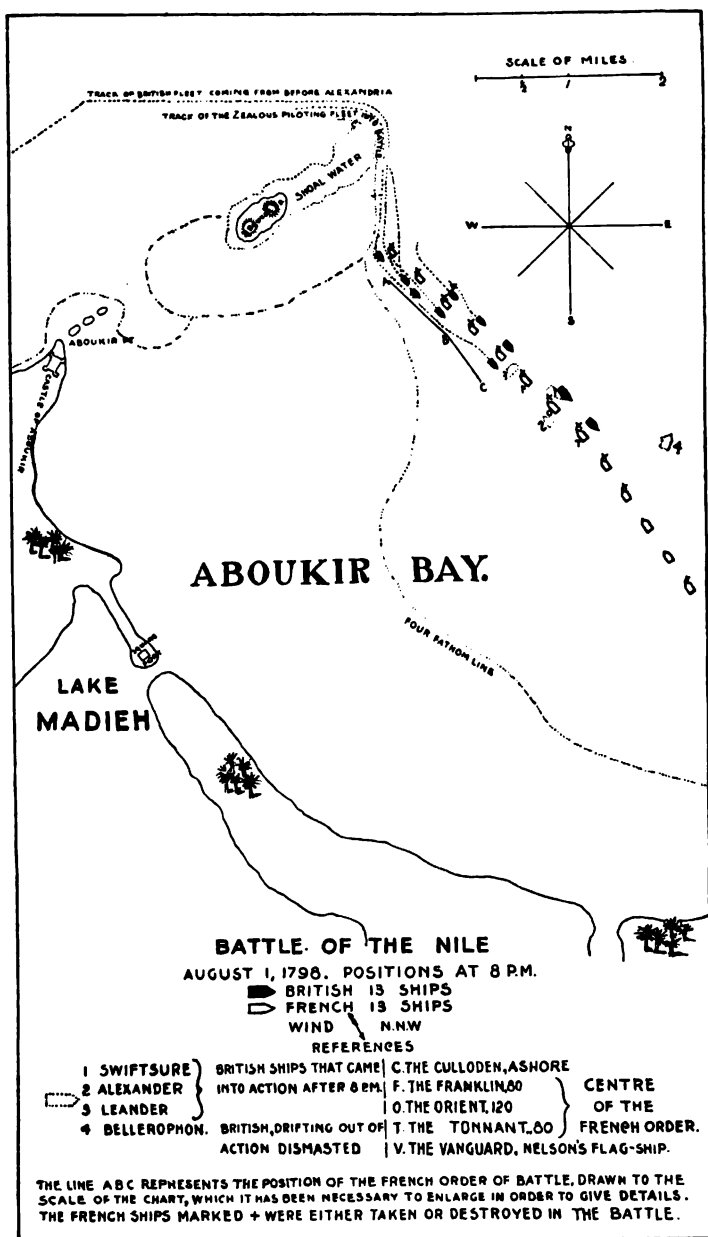 SCALE OF MILES.
½ 1 2
TRACK OF BRITISH FLEET COMING FROM BEFORE ALEXANDRIA
TRACK OF THE ZEALOUS PILOTING FLEET INTO BATTLE
SHOAL WATER
N
W E
S
A
B
C
ABOUKIR
CASTLE OF ABOUKIR
4
2
ABOUKIR BAY.
FOUR FATHOM LINE
LAKE
MADIEH
BATTLE. OF THE NILE
AUGUST 1, 1798. POSITIONS AT 8 P.M.
BRITISH 13 SHIPS
FRENCH 13 SHIPS
WIND N.N.W
REFERENCES
1 SWIFTSURE BRITISH SHIPS THAT CAME C. THE CULLODEN, ASHORE
2 ALEXANDER INTO ACTION AFTER 8 P.M. F. THE FRANKLIN, 80 CENTRE
3 LEANDER O. THE ORIENT, 120 OF THE
4 BELLEROPHON. BRITISH, DRIFTING OUT OF T. THE TONNANT, 80 FRENCH ORDER.
ACTION DISMASTED V. THE VANGUARD, NELSON'S FLAG-SHIP.
THE LINE ABC REPRESENTS THE POSITION OF THE FRENCH ORDER OF BATTLE, DRAWN TO THE
SCALE OF THE CHART, WHICH IT HAS BEEN NECESSARY TO ENLARGE IN ORDER TO GIVE DETAILS.
THE FRENCH SHIPS MARKED + WERE EITHER TAKEN OR DESTROYED IN THE BATTLE.